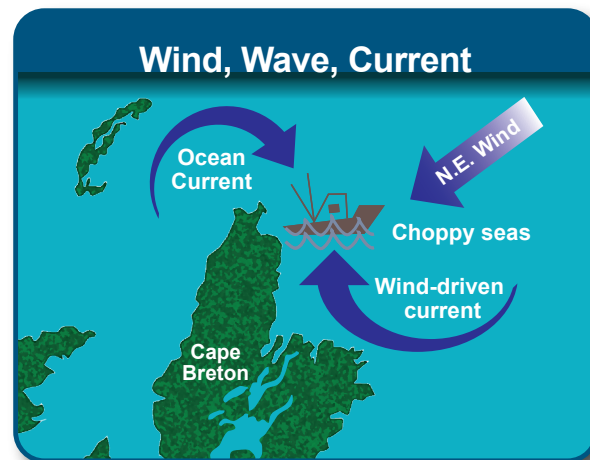 Wind, Wave, Current
Ocean
Current
N.E. Wind
Choppy seas
Wind-driven
current
Cape
Breton